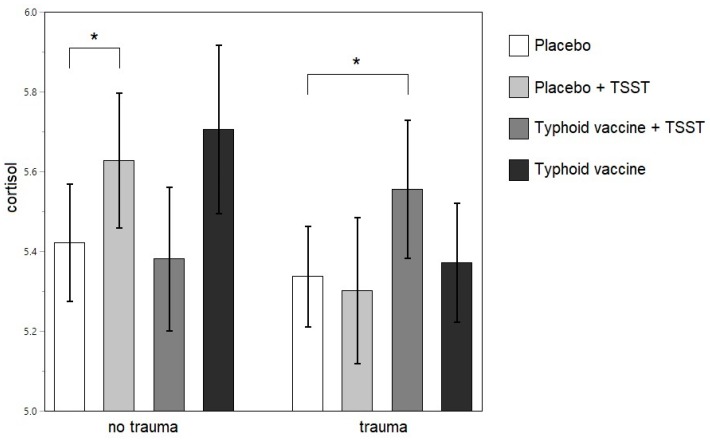 6.0
5.8
5.6
5.4
5.2
5.0
cortisol
*
*
no trauma
trauma
Placebo
Placebo + TSST
Typhoid vaccine + TSST
Typhoid vaccine